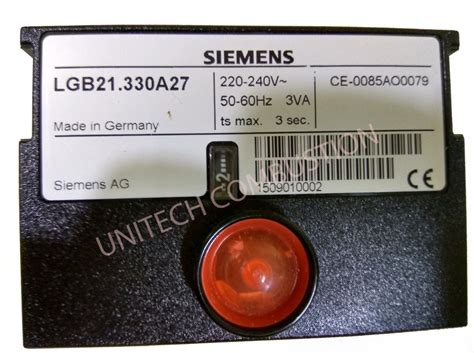 SIEMENS
LGB21.330A27
220-240V~
CE-0085AO0079
50-60Hz 3VA
Made in Germany
ts max. 3 sec.
Siemens AG
1509010002
CE
UNITECH COMBUSTION